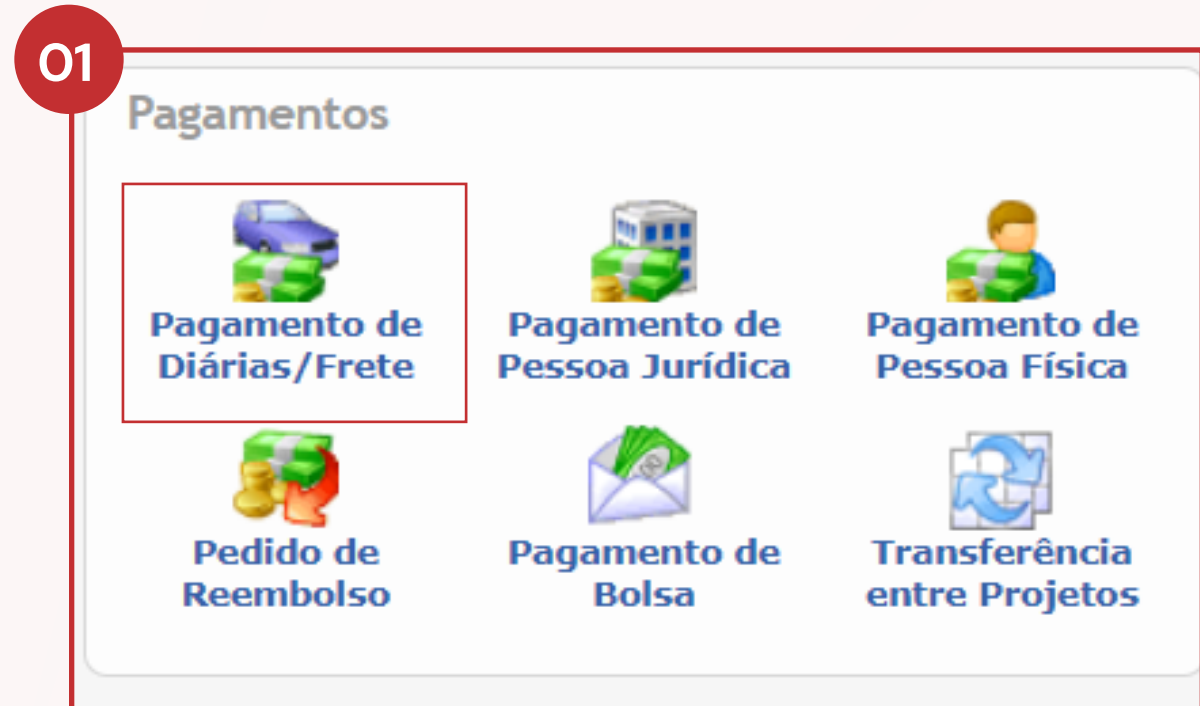 01
Pagamentos
Pagamento de
Diárias/Frete
Pagamento de
Pessoa Jurídica
Pagamento de
Pessoa Física
Pedido de
Reembolso
Pagamento de
Bolsa
Transferência
entre Projetos